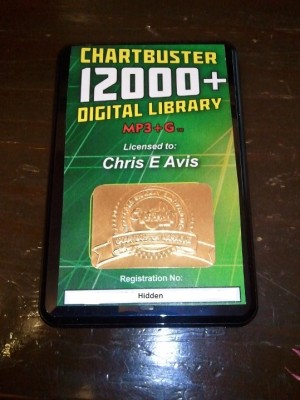 CHARTBUSTER
12000+
DIGITAL LIBRARY
MP3+G
Licensed to:
Chris E Avis
Registration No:
Hidden